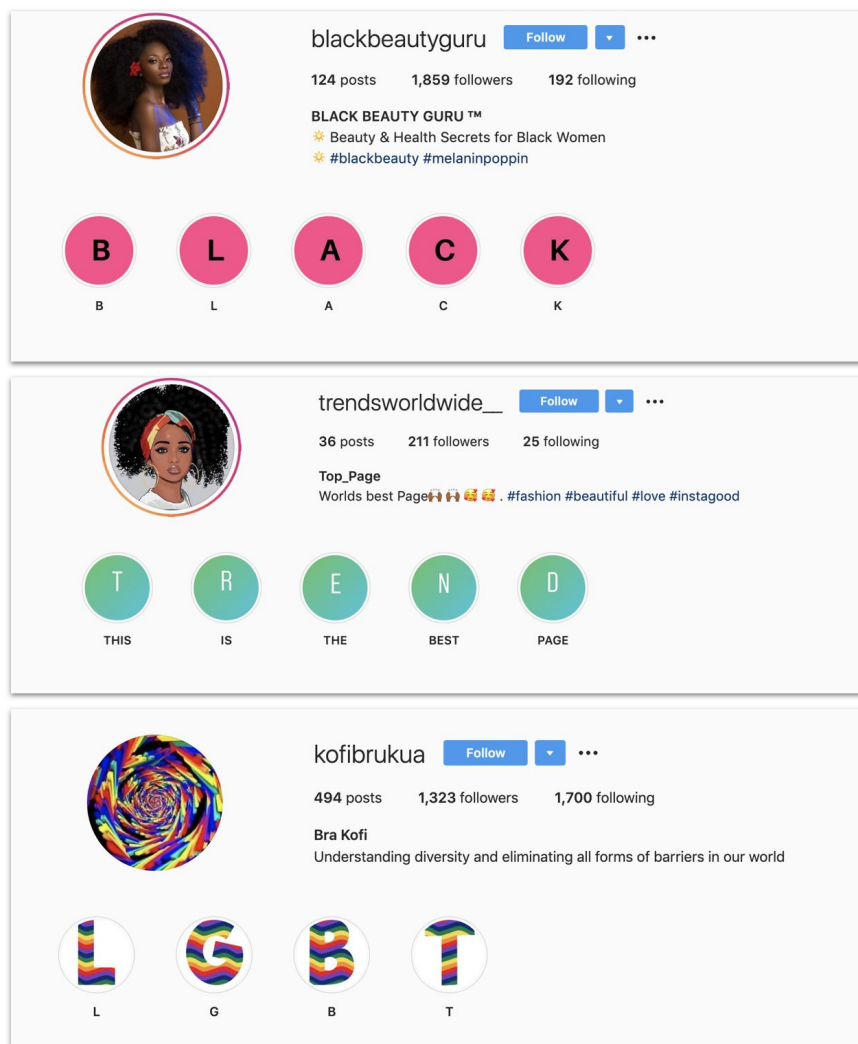 blackbeautyguru Follow
124 posts 1,859 followers 192 following
BLACK BEAUTY GURU ™
🔅 Beauty & Health Secrets for Black Women
🔅 #blackbeauty #melaninpoppin
B L A C K
B L A C K
trendsworldwide__ Follow
36 posts 211 followers 25 following
Top_Page
Worlds best Page🙌🏾🙌🏾🥰🥰. #fashion #beautiful #love #instagood
T R E N D
THIS IS THE BEST PAGE
kofibrukua Follow
494 posts 1,323 followers 1,700 following
Bra Kofi
Understanding diversity and eliminating all forms of barriers in our world
L G B T
L G B T